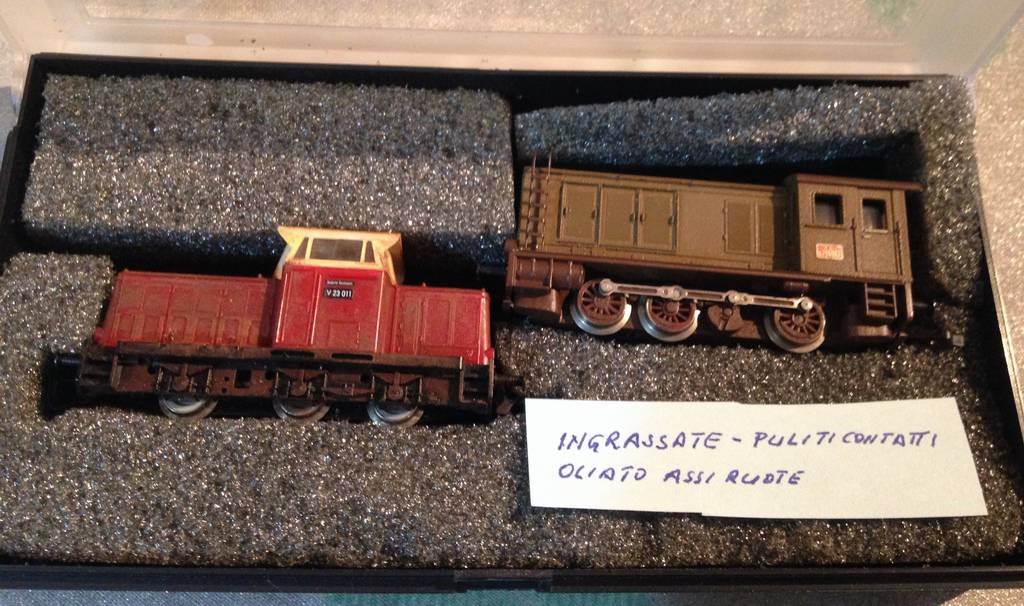 V 23 011
INGRASSATE - PULITI CONTATTI
OLIATO ASSI RUOTE